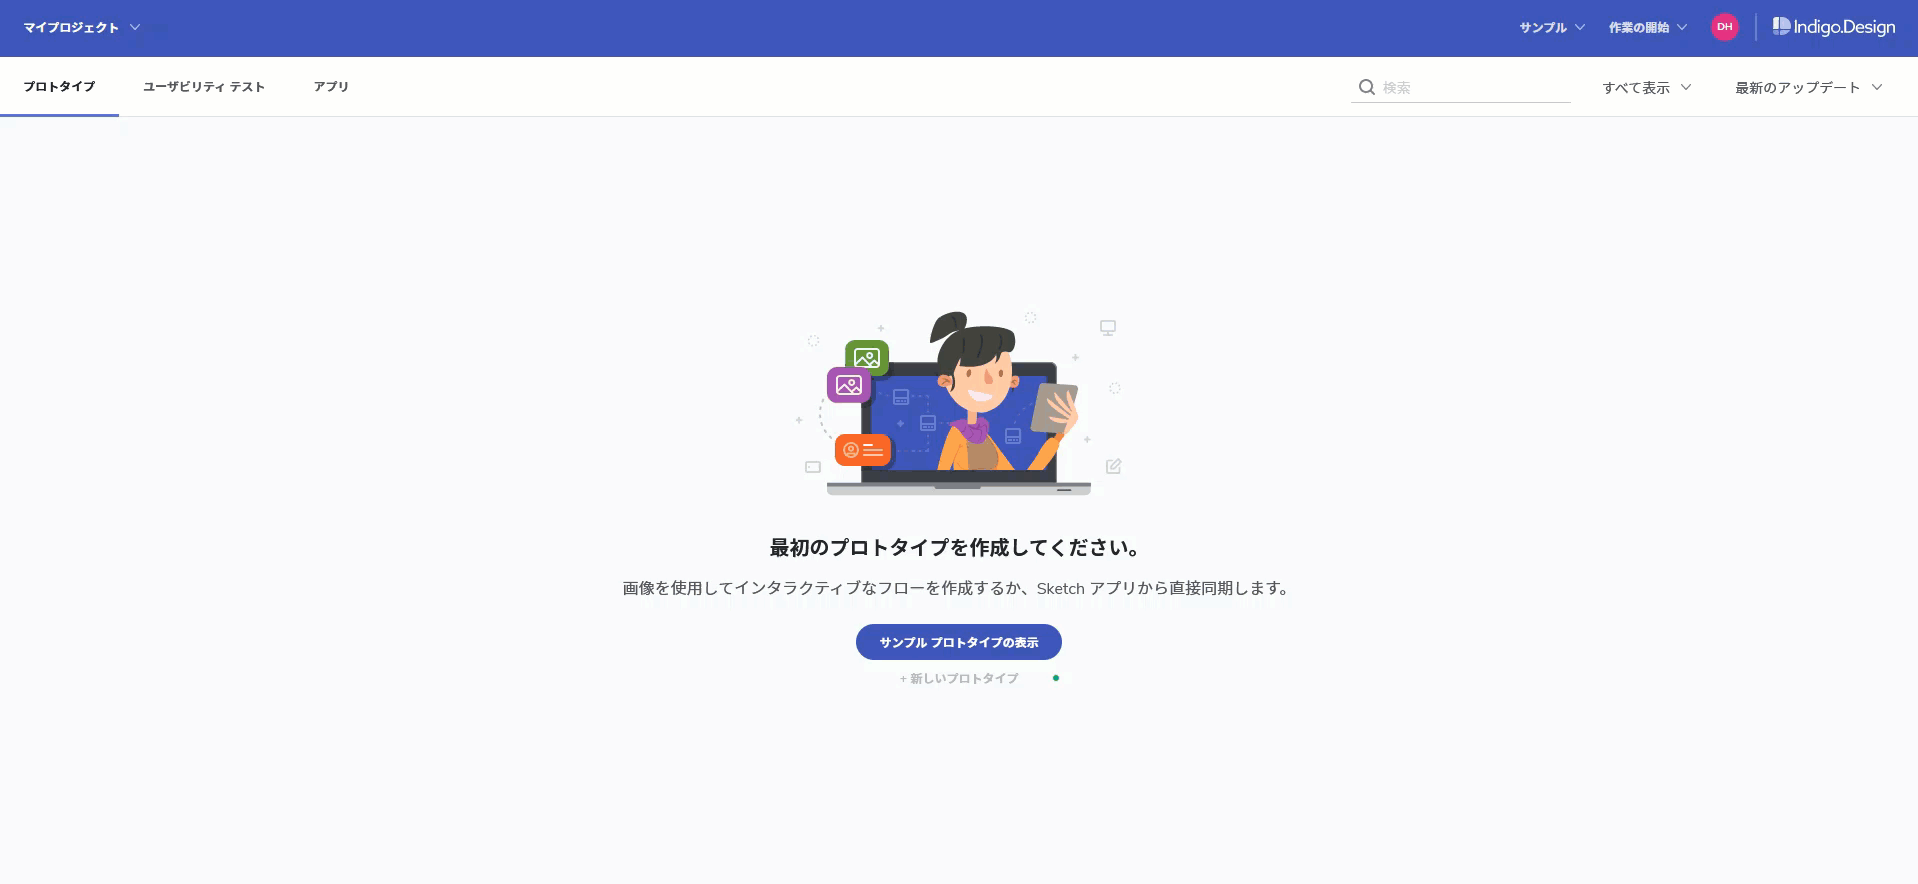 マイプロジェクト
サンプル
作業の開始
DH
Indigo.Design
プロトタイプ
ユーザビリティ テスト
アプリ
検索
すべて表示
最新のアップデート
最初のプロトタイプを作成してください。
画像を使用してインタラクティブなフローを作成するか、Sketch アプリから直接同期します。
サンプル プロトタイプの表示
+ 新しいプロトタイプ